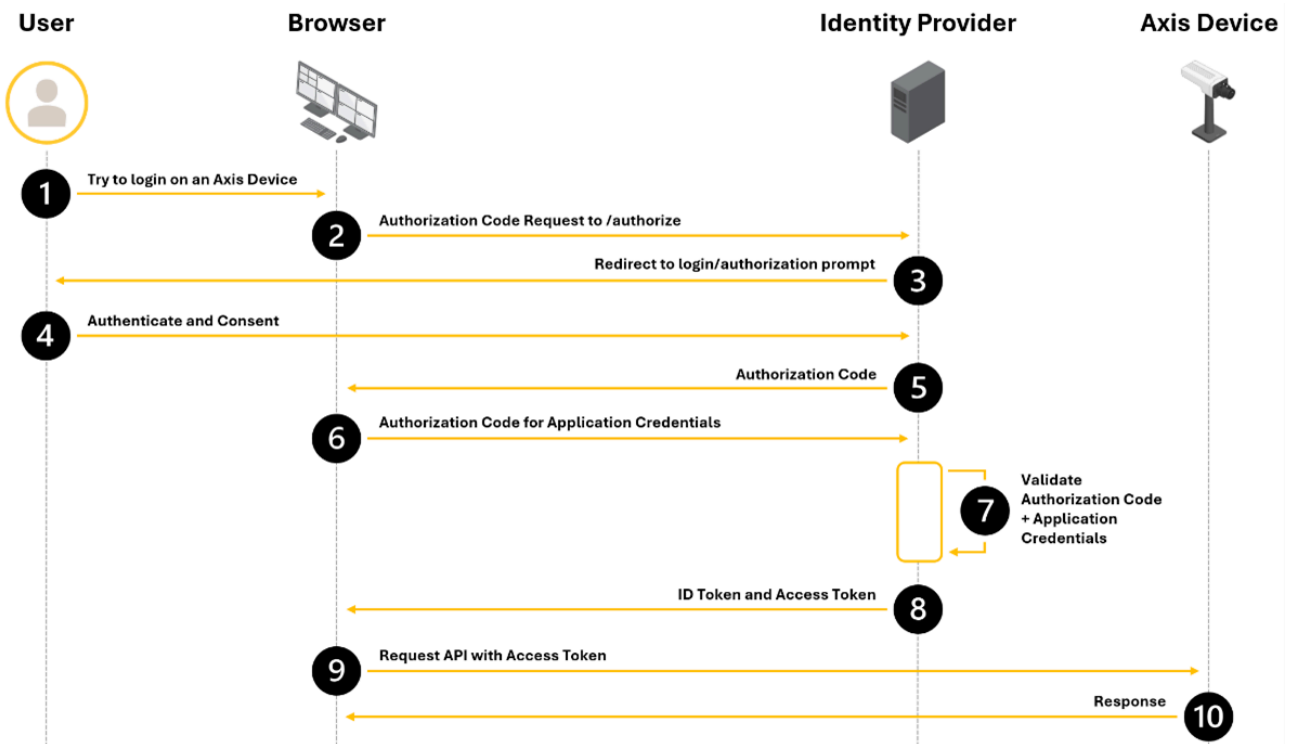 User
Browser
Identity Provider
Axis Device
1
Try to login on an Axis Device
2
Authorization Code Request to /authorize
Redirect to login/authorization prompt
3
4
Authenticate and Consent
Authorization Code
5
6
Authorization Code for Application Credentials
7
Validate
Authorization Code
+ Application
Credentials
ID Token and Access Token
8
9
Request API with Access Token
Response
10